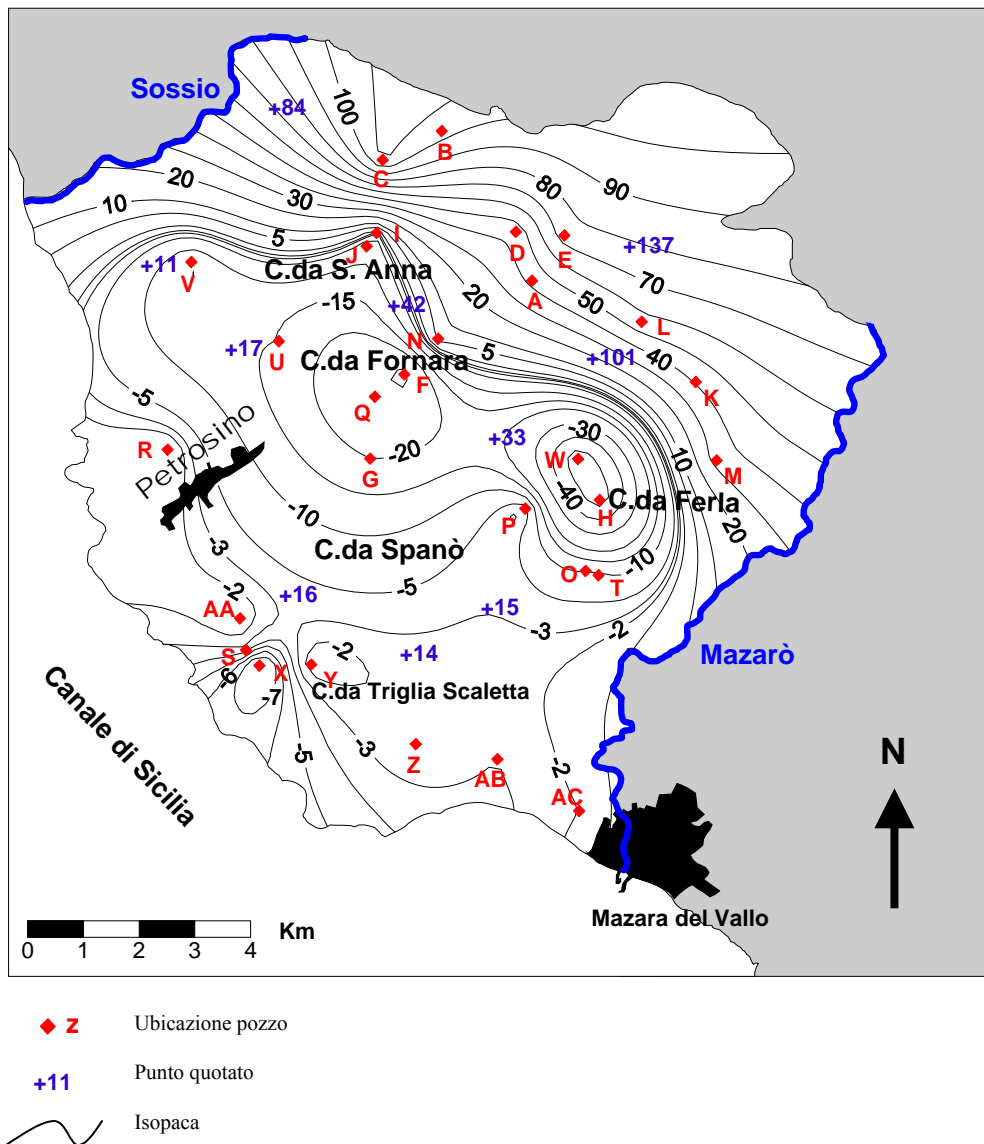 Sossio
+84
100
B
C
80
90
20
30
10
5
I
J
D
E
+137
C.da S. Anna
+11
V
A
70
-15
+42
20
50
L
N
+17
U
C.da Fornara
5
+101
40
F
K
-5
Q
Petrosino
R
+33
-30
-20
W
10
G
M
-40
C.da Ferla
H
-10
P
20
C.da Spanò
-3
O
-10
T
-5
-2
+16
AA
+15
-3
-2
S
-2
+14
Mazarò
X
Y
-6
-7
C.da Triglia Scaletta
Canale di Sicilia
-5
-3
Z
AB
-2
AC
N
Mazara del Vallo
Km
0 1 2 3 4
z Ubicazione pozzo
+11 Punto quotato
Isopaca